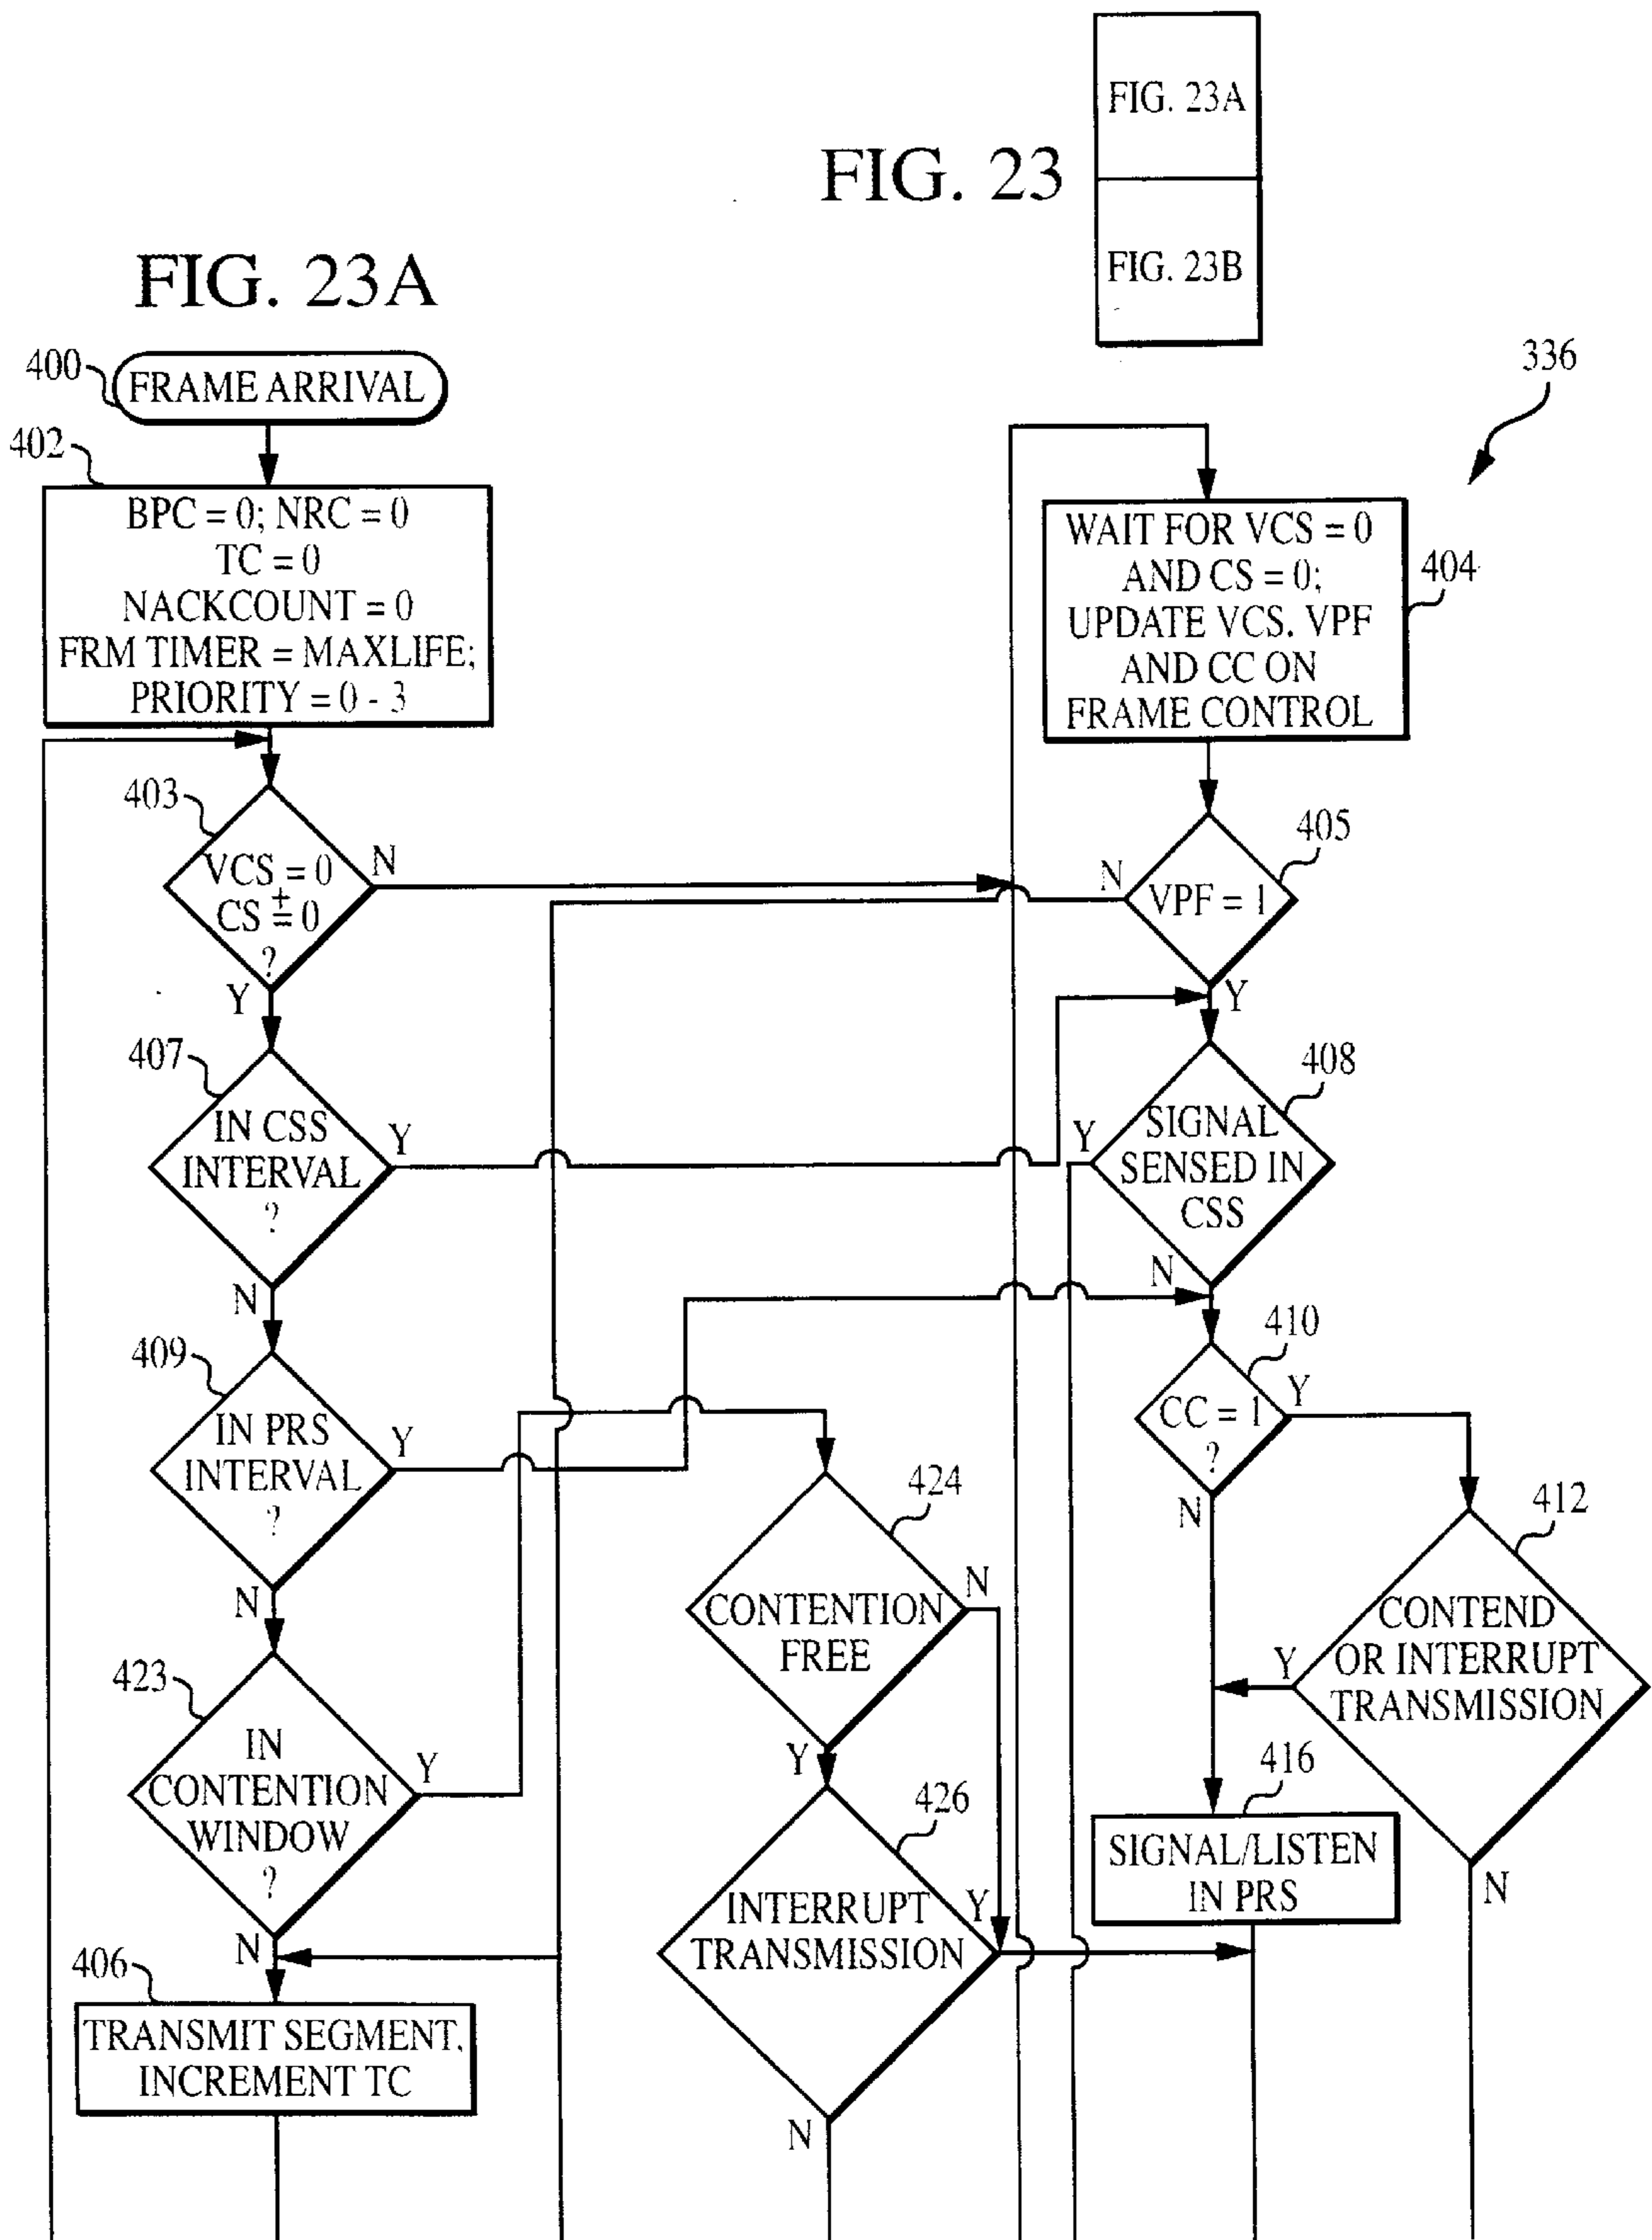 FIG. 23
FIG. 23A
FIG. 23B
FIG. 23A
336
400
FRAME ARRIVAL
402
BPC = 0; NRC = 0
TC = 0
NACKCOUNT = 0
FRM TIMER = MAXLIFE;
PRIORITY = 0 - 3
WAIT FOR VCS = 0
AND CS = 0;
UPDATE VCS. VPF
AND CC ON
FRAME CONTROL
404
403
VCS = 0
+
CS = 0
?
N
Y
405
VPF = 1
N
Y
407
IN CSS
INTERVAL
?
Y
N
408
SIGNAL
SENSED IN
CSS
Y
N
409
IN PRS
INTERVAL
?
Y
N
410
CC = 1
?
Y
N
412
CONTEND
OR INTERRUPT
TRANSMISSION
Y
N
424
CONTENTION
FREE
N
Y
423
IN
CONTENTION
WINDOW
?
Y
N
426
INTERRUPT
TRANSMISSION
Y
N
416
SIGNAL/LISTEN
IN PRS
406
TRANSMIT SEGMENT,
INCREMENT TC